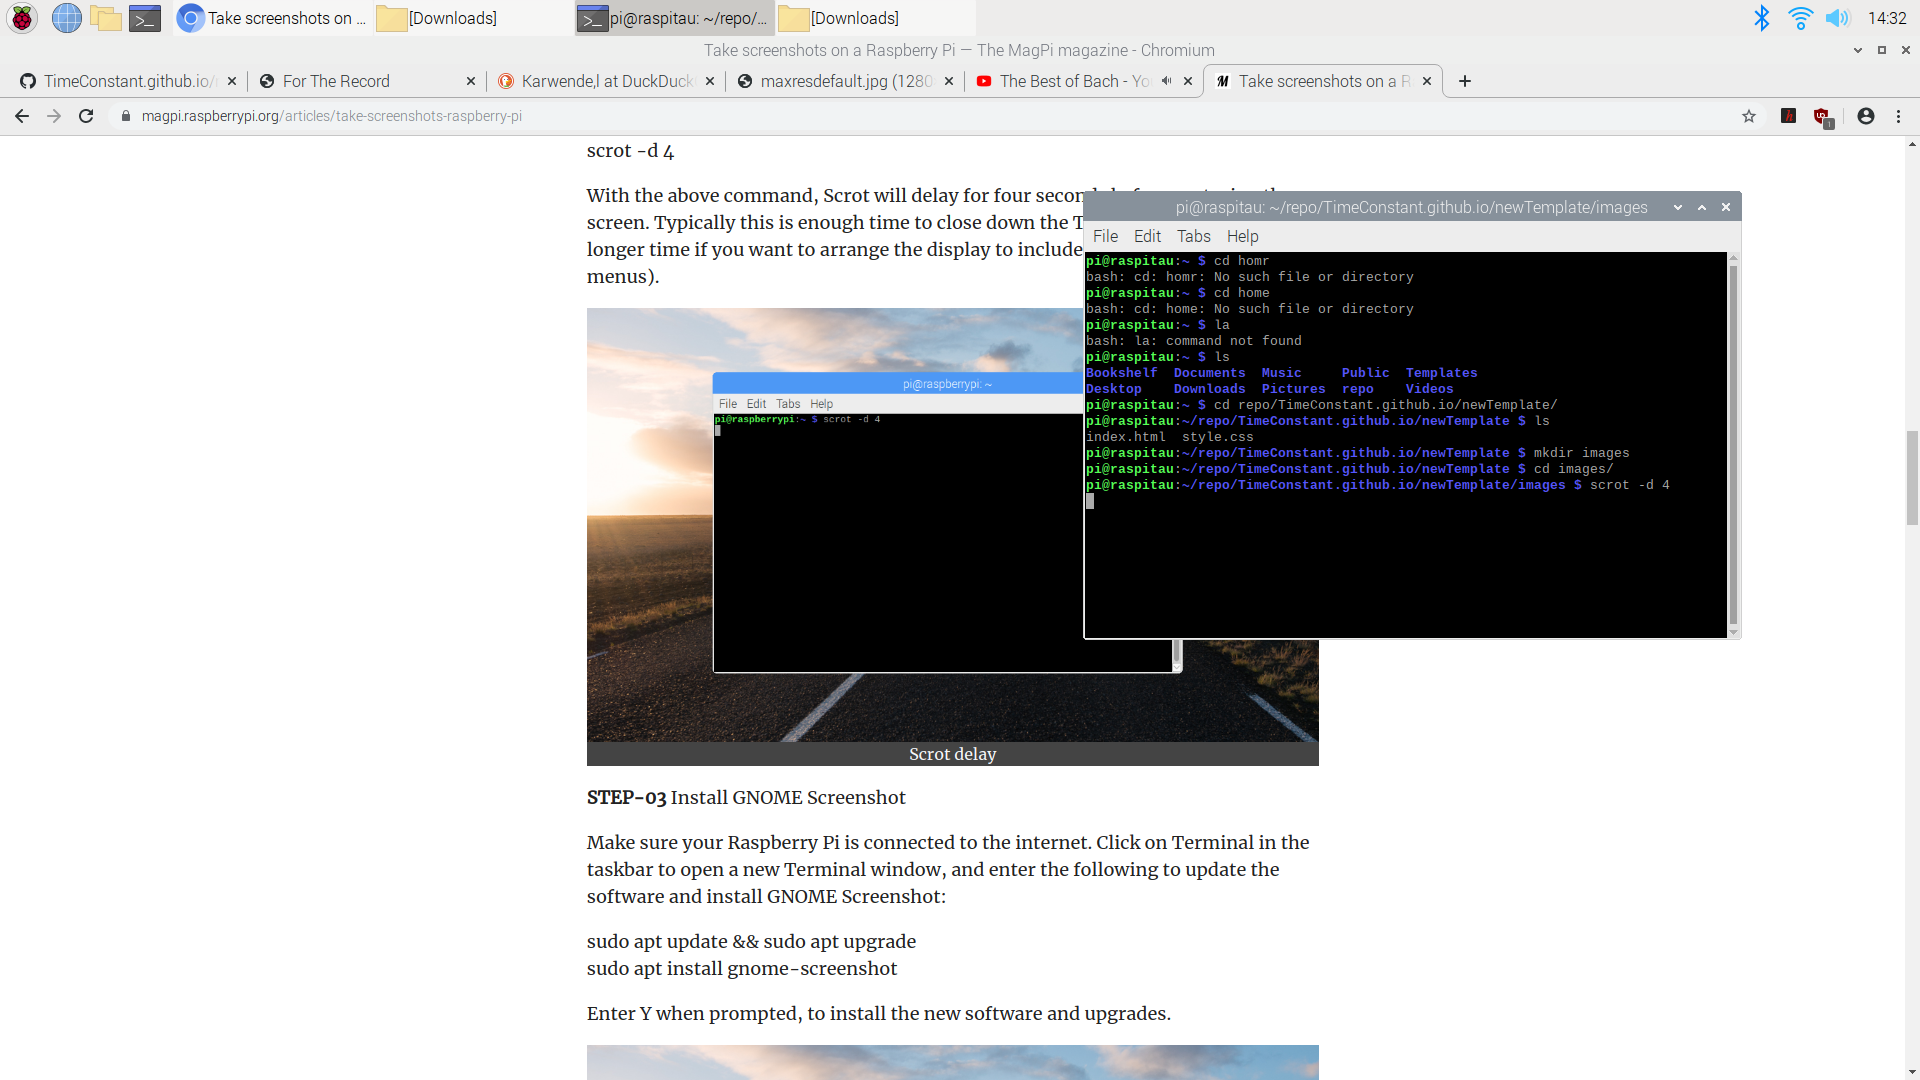 Take screenshots on ...
[Downloads]
pi@raspitau: ~/repo/...
[Downloads]
14:32
Take screenshots on a Raspberry Pi — The MagPi magazine - Chromium
TimeConstant.github.io/
For The Record
Karwende,l at DuckDuck
maxresdefault.jpg (1280
The Best of Bach - Yo
Take screenshots on a R
magpi.raspberrypi.org/articles/take-screenshots-raspberry-pi
1
scrot -d 4
With the above command, Scrot will delay for four secon
screen. Typically this is enough time to close down the T
longer time if you want to arrange the display to include
menus).
pi@raspberrypi: ~
File Edit Tabs Help
pi@raspberrypi:~ $ scrot -d 4
Scrot delay
pi@raspitau: ~/repo/TimeConstant.github.io/newTemplate/images
File Edit Tabs Help
pi@raspitau:~ $ cd homr
bash: cd: homr: No such file or directory
pi@raspitau:~ $ cd home
bash: cd: home: No such file or directory
pi@raspitau:~ $ la
bash: la: command not found
pi@raspitau:~ $ ls
Bookshelf Documents Music Public Templates
Desktop Downloads Pictures repo Videos
pi@raspitau:~ $ cd repo/TimeConstant.github.io/newTemplate/
pi@raspitau:~/repo/TimeConstant.github.io/newTemplate $ ls
index.html style.css
pi@raspitau:~/repo/TimeConstant.github.io/newTemplate $ mkdir images
pi@raspitau:~/repo/TimeConstant.github.io/newTemplate $ cd images/
pi@raspitau:~/repo/TimeConstant.github.io/newTemplate/images $ scrot -d 4
STEP-03 Install GNOME Screenshot
Make sure your Raspberry Pi is connected to the internet. Click on Terminal in the
taskbar to open a new Terminal window, and enter the following to update the
software and install GNOME Screenshot:
sudo apt update && sudo apt upgrade
sudo apt install gnome-screenshot
Enter Y when prompted, to install the new software and upgrades.